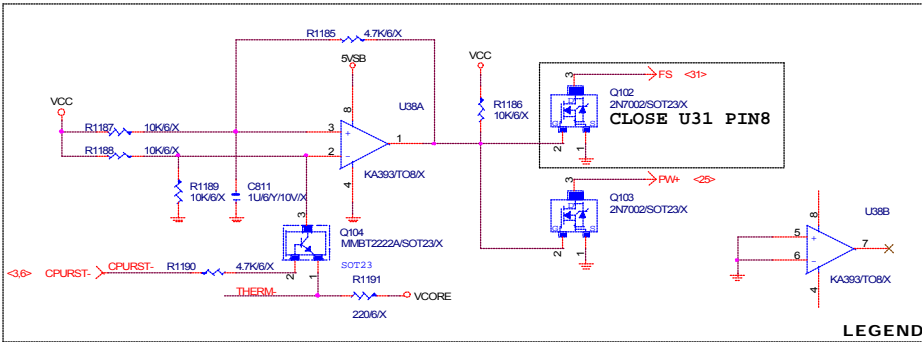 R1185 4.7K/6/X
5VSB
VCC
U38A
8
R1187 10K/6/X
3
+
1
R1188 10K/6/X
2
-
R1189
10K/6/X
C811
1U/6/Y/10V/X
4
KA393/TO8/X
3
Q104
MMBT2222A/SOT23/X
SOT23
<3,6> CPURST- CPURST- R1190 4.7K/6/X
2
1
THERM-
R1191
220/6/X
VCORE
VCC
R1186
10K/6/X
3
FS <31>
Q102
2N7002/SOT23/X
CLOSE U31 PIN8
G
S
2
1
3
PW+ <25>
Q103
2N7002/SOT23/X
G
S
2
1
U38B
8
5
+
7
6
-
4
KA393/TO8/X
LEGEND